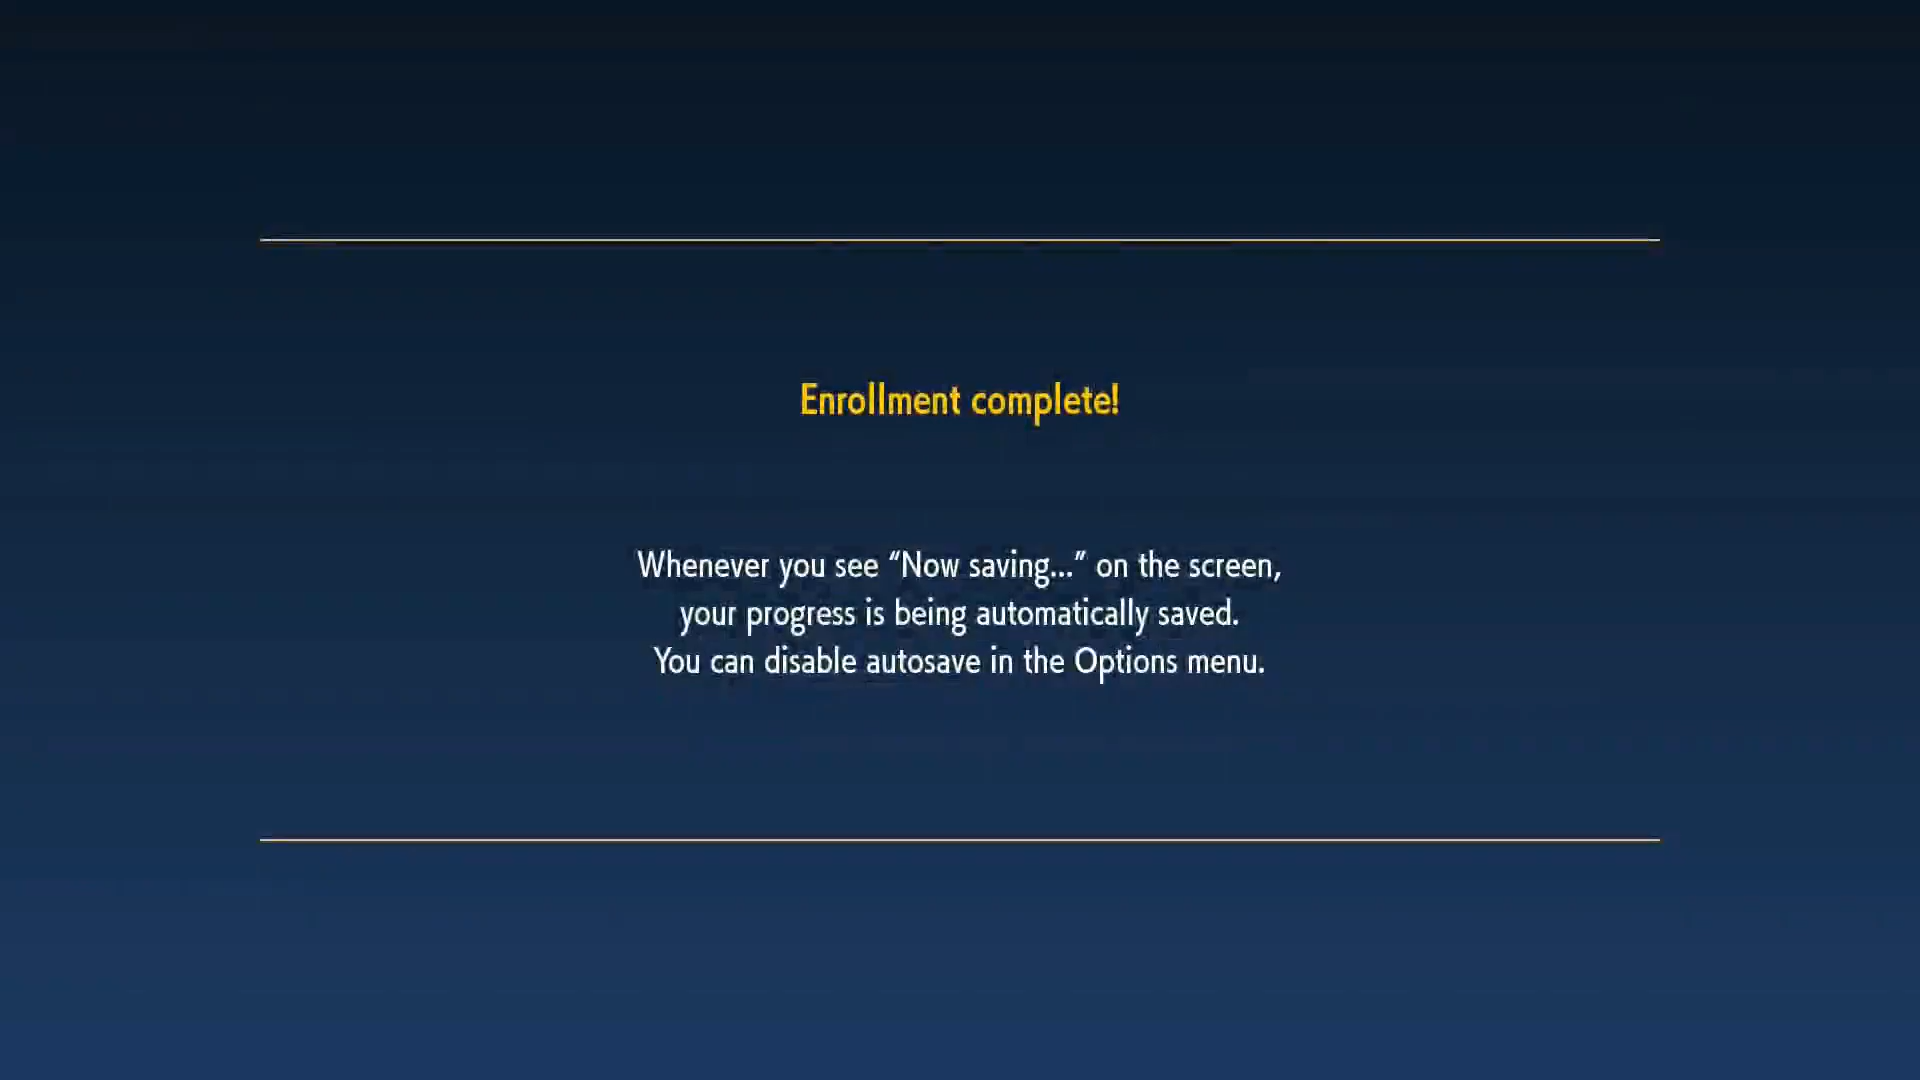 Enrollment complete!
Whenever you see “Now saving...” on the screen,
your progress is being automatically saved.
You can disable autosave in the Options menu.